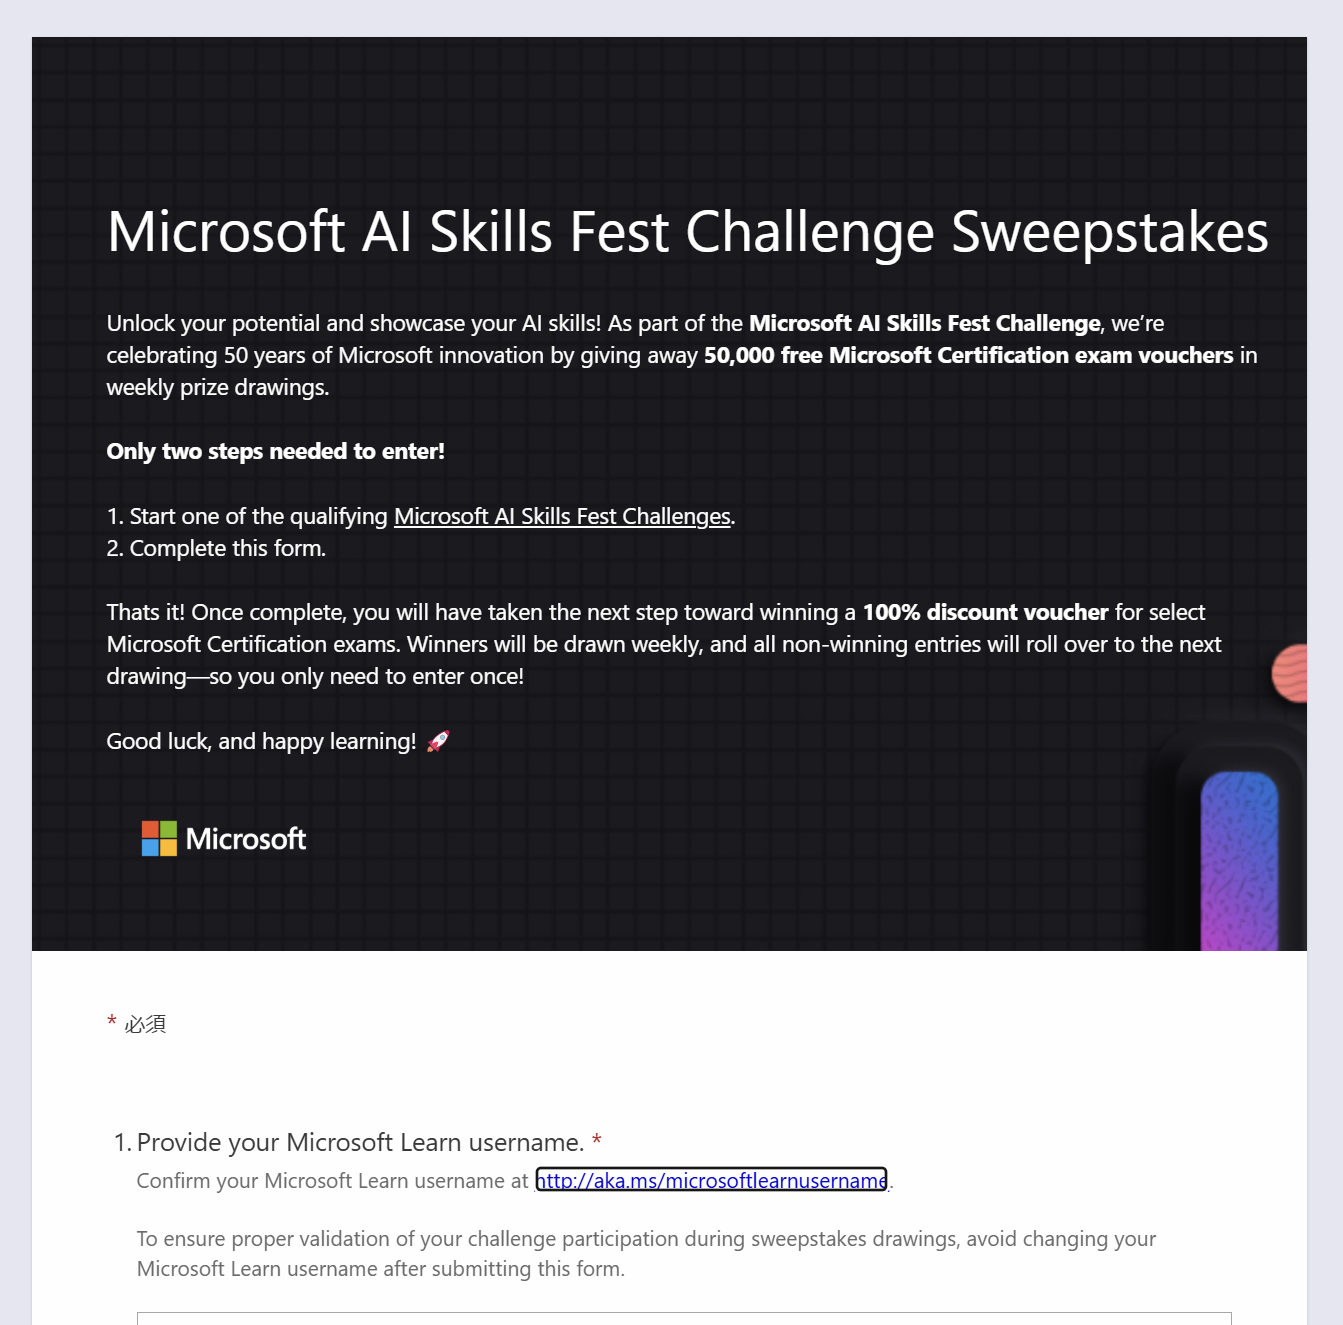 Microsoft AI Skills Fest Challenge Sweepstakes
Unlock your potential and showcase your AI skills! As part of the Microsoft AI Skills Fest Challenge, we’re
celebrating 50 years of Microsoft innovation by giving away 50,000 free Microsoft Certification exam vouchers in
weekly prize drawings.
Only two steps needed to enter!
1. Start one of the qualifying Microsoft AI Skills Fest Challenges.
2. Complete this form.
Thats it! Once complete, you will have taken the next step toward winning a 100% discount voucher for select
Microsoft Certification exams. Winners will be drawn weekly, and all non-winning entries will roll over to the next
drawing—so you only need to enter once!
Good luck, and happy learning! 🚀
Microsoft
* 必須
1. Provide your Microsoft Learn username. *
Confirm your Microsoft Learn username at http://aka.ms/microsoftlearnusername.
To ensure proper validation of your challenge participation during sweepstakes drawings, avoid changing your
Microsoft Learn username after submitting this form.